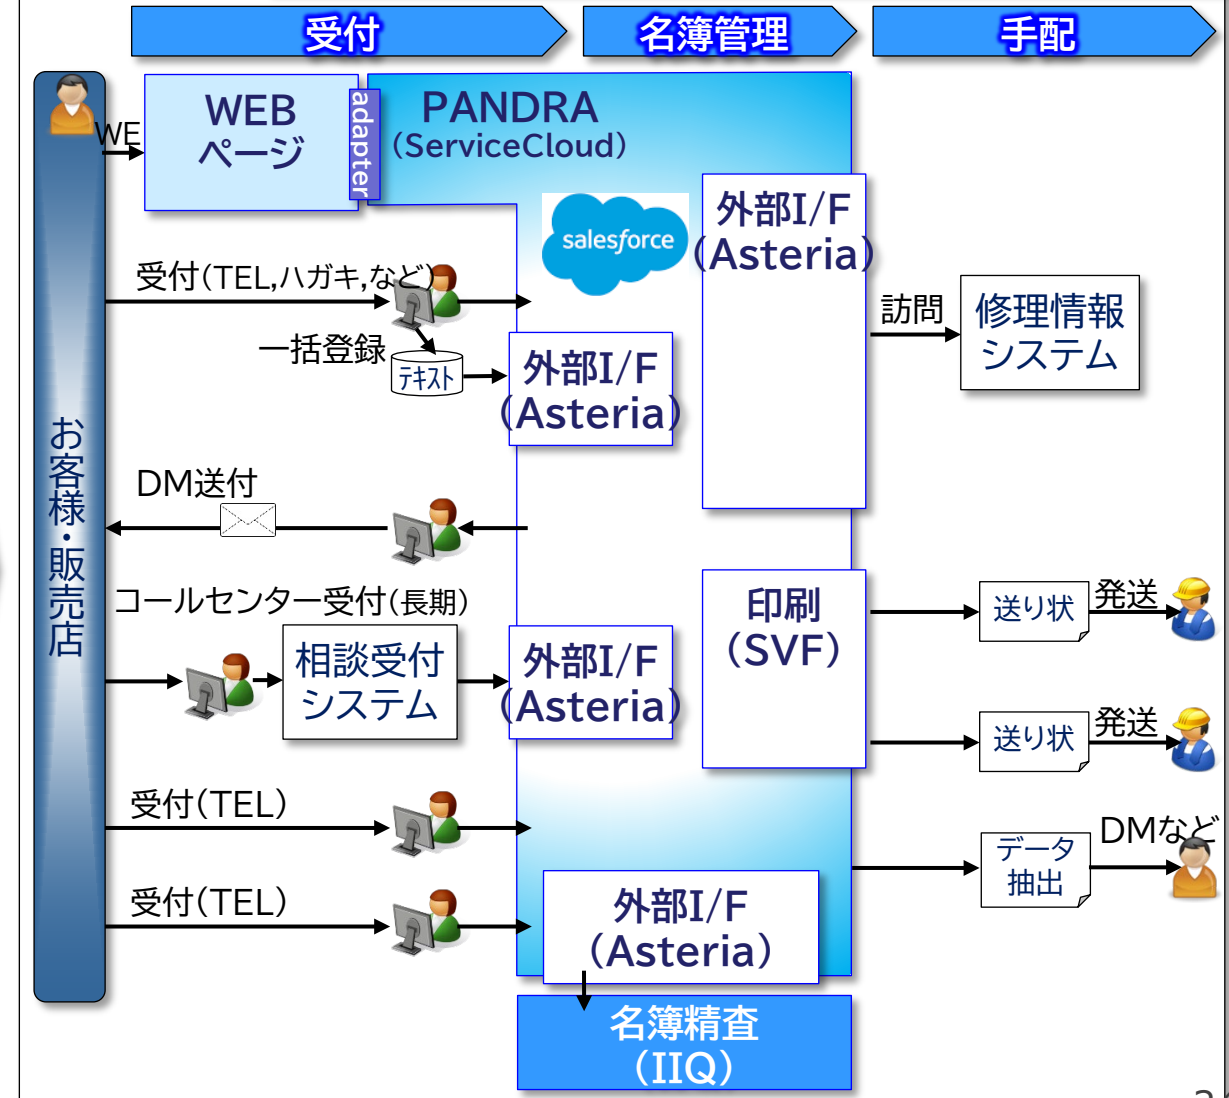 受付
名簿管理
手配
WE
WEB
ページ
adapter
PANDRA
(ServiceCloud)
salesforce
外部I/F
(Asteria)
受付(TEL,ハガキ,など)
一括登録
テキスト
外部I/F
(Asteria)
訪問
修理情報
システム
お客様・販売店
DM送付
コールセンター受付(長期)
相談受付
システム
外部I/F
(Asteria)
印刷
(SVF)
送り状
発送
送り状
発送
受付(TEL)
データ
抽出
DMなど
受付(TEL)
外部I/F
(Asteria)
名簿精査
(IIQ)